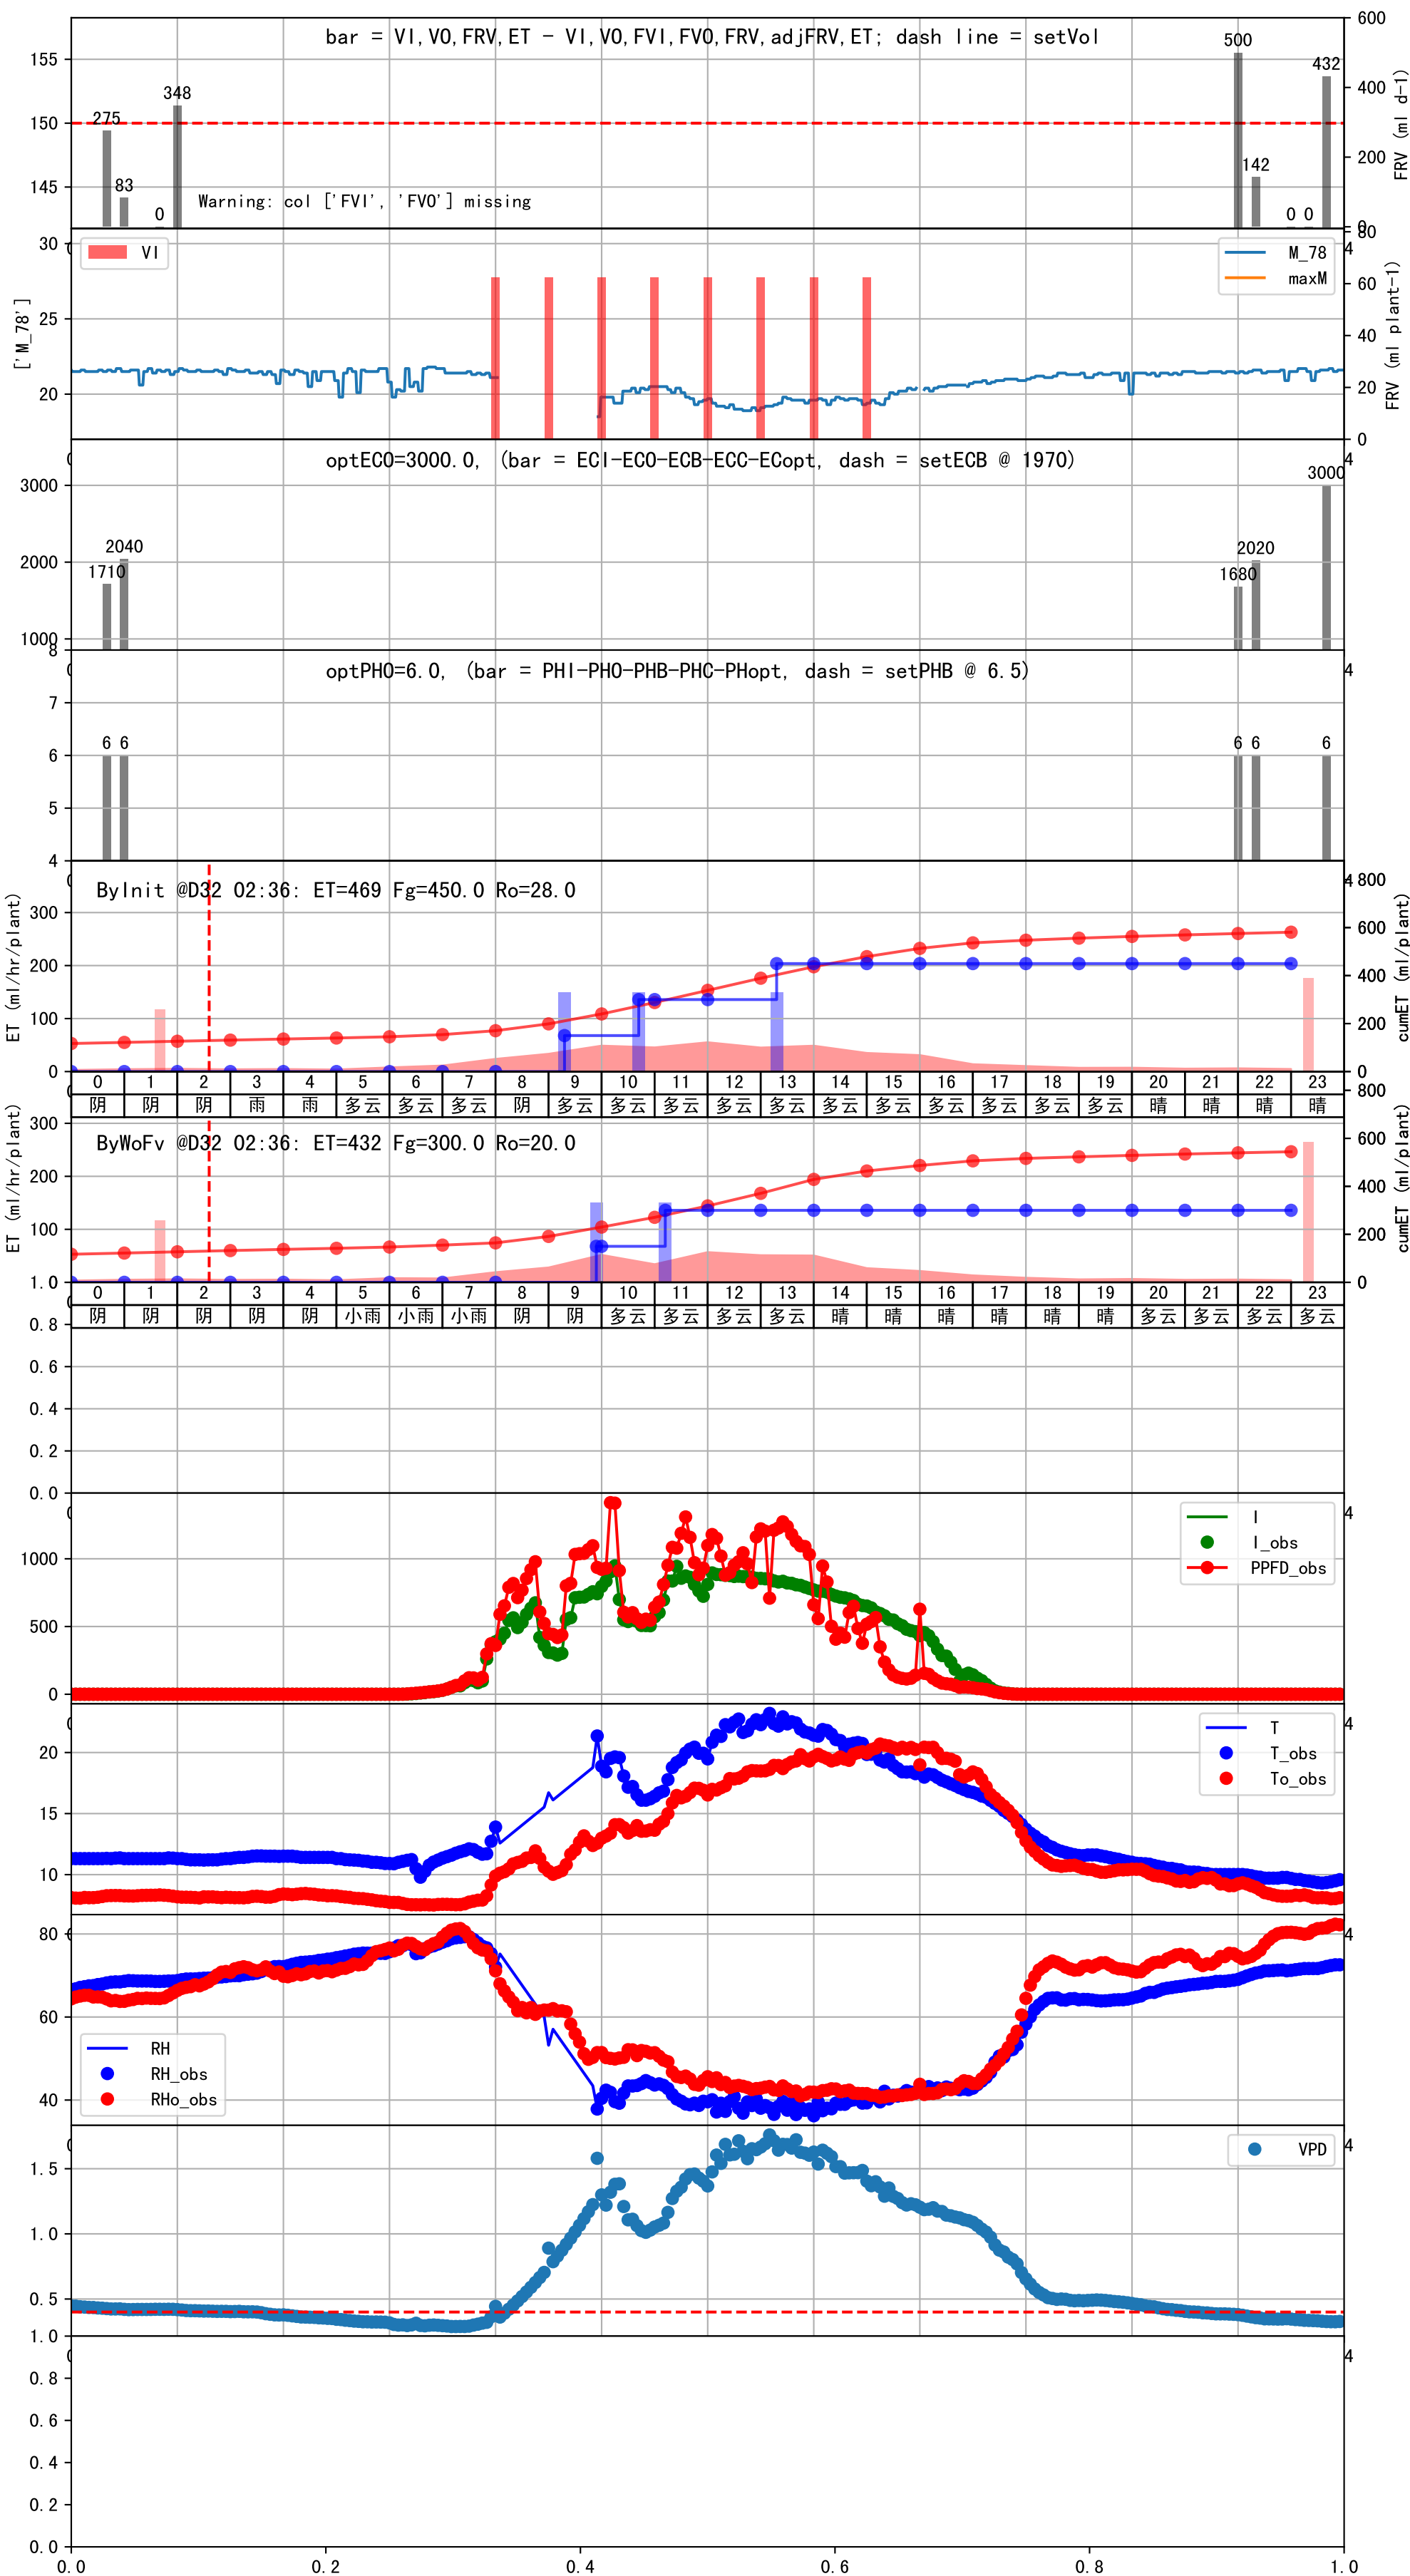 bar = VI,VO,FRV,ET - VI,VO,FVI,FVO,FRV,adjFRV,ET; dash line = setVol
155
150
145
275
83
0
348
500
142
0 0
432
Warning: col ['FVI', 'FVO'] missing
600
400
200
0
FRV (ml d-1)
VI
M_78
maxM
30
25
20
['M_78']
80
60
40
20
0
FRV (ml plant-1)
optECO=3000.0, (bar = ECI-ECO-ECB-ECC-ECopt, dash = setECB @ 1970)
3000
2000
1000
1710
2040
1680
2020
3000
optPHO=6.0, (bar = PHI-PHO-PHB-PHC-PHopt, dash = setPHB @ 6.5)
8
7
6
5
4
6 6
6 6
6
ByInit @D32 02:36: ET=469 Fg=450.0 Ro=28.0
ET (ml/hr/plant)
300
200
100
0
800
600
400
200
0
cumET (ml/plant)
0 1 2 3 4 5 6 7 8 9 10 11 12 13 14 15 16 17 18 19 20 21 22 23
阴 阴 阴 雨 雨 多云 多云 多云 阴 多云 多云 多云 多云 多云 多云 多云 多云 多云 多云 多云 晴 晴 晴 晴
ByWoFv @D32 02:36: ET=432 Fg=300.0 Ro=20.0
ET (ml/hr/plant)
300
200
100
0
800
600
400
200
0
cumET (ml/plant)
0 1 2 3 4 5 6 7 8 9 10 11 12 13 14 15 16 17 18 19 20 21 22 23
阴 阴 阴 阴 阴 小雨 小雨 小雨 阴 阴 多云 多云 多云 多云 晴 晴 晴 晴 晴 晴 多云 多云 多云 多云
1.0
0.8
0.6
0.4
0.2
0.0
I
I_obs
PPFD_obs
1000
500
0
T
T_obs
To_obs
20
15
10
RH
RH_obs
RHo_obs
80
60
40
VPD
1.5
1.0
0.5
1.0
0.8
0.6
0.4
0.2
0.0
0.0 0.2 0.4 0.6 0.8 1.0